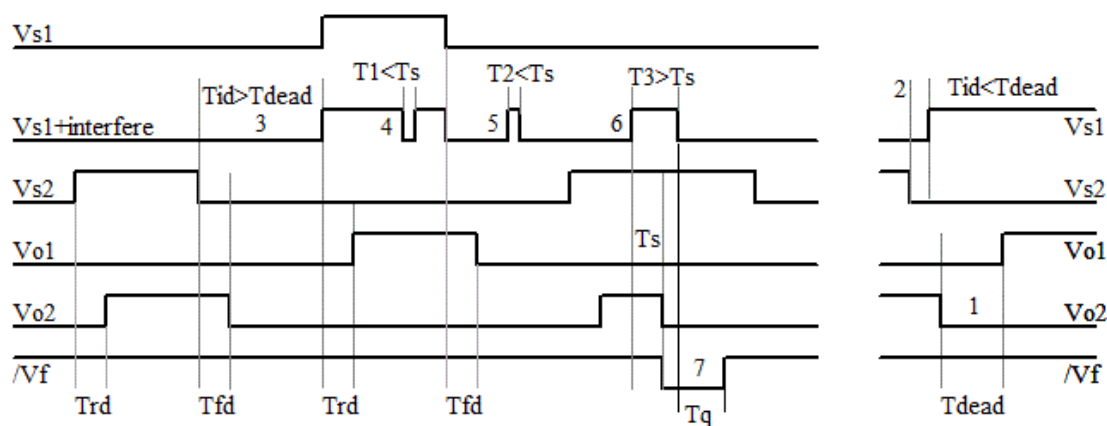 Vs1
T1<Ts T2<Ts T3>Ts
Tid>Tdead 2 Tid<Tdead
Vs1+interfere 3 4 5 6 Vs1
Vs2 Vs2
Vo1 Ts Vo1
Vo2 1 Vo2
/Vf 7 /Vf
Trd Tfd Trd Tfd Tq Tdead